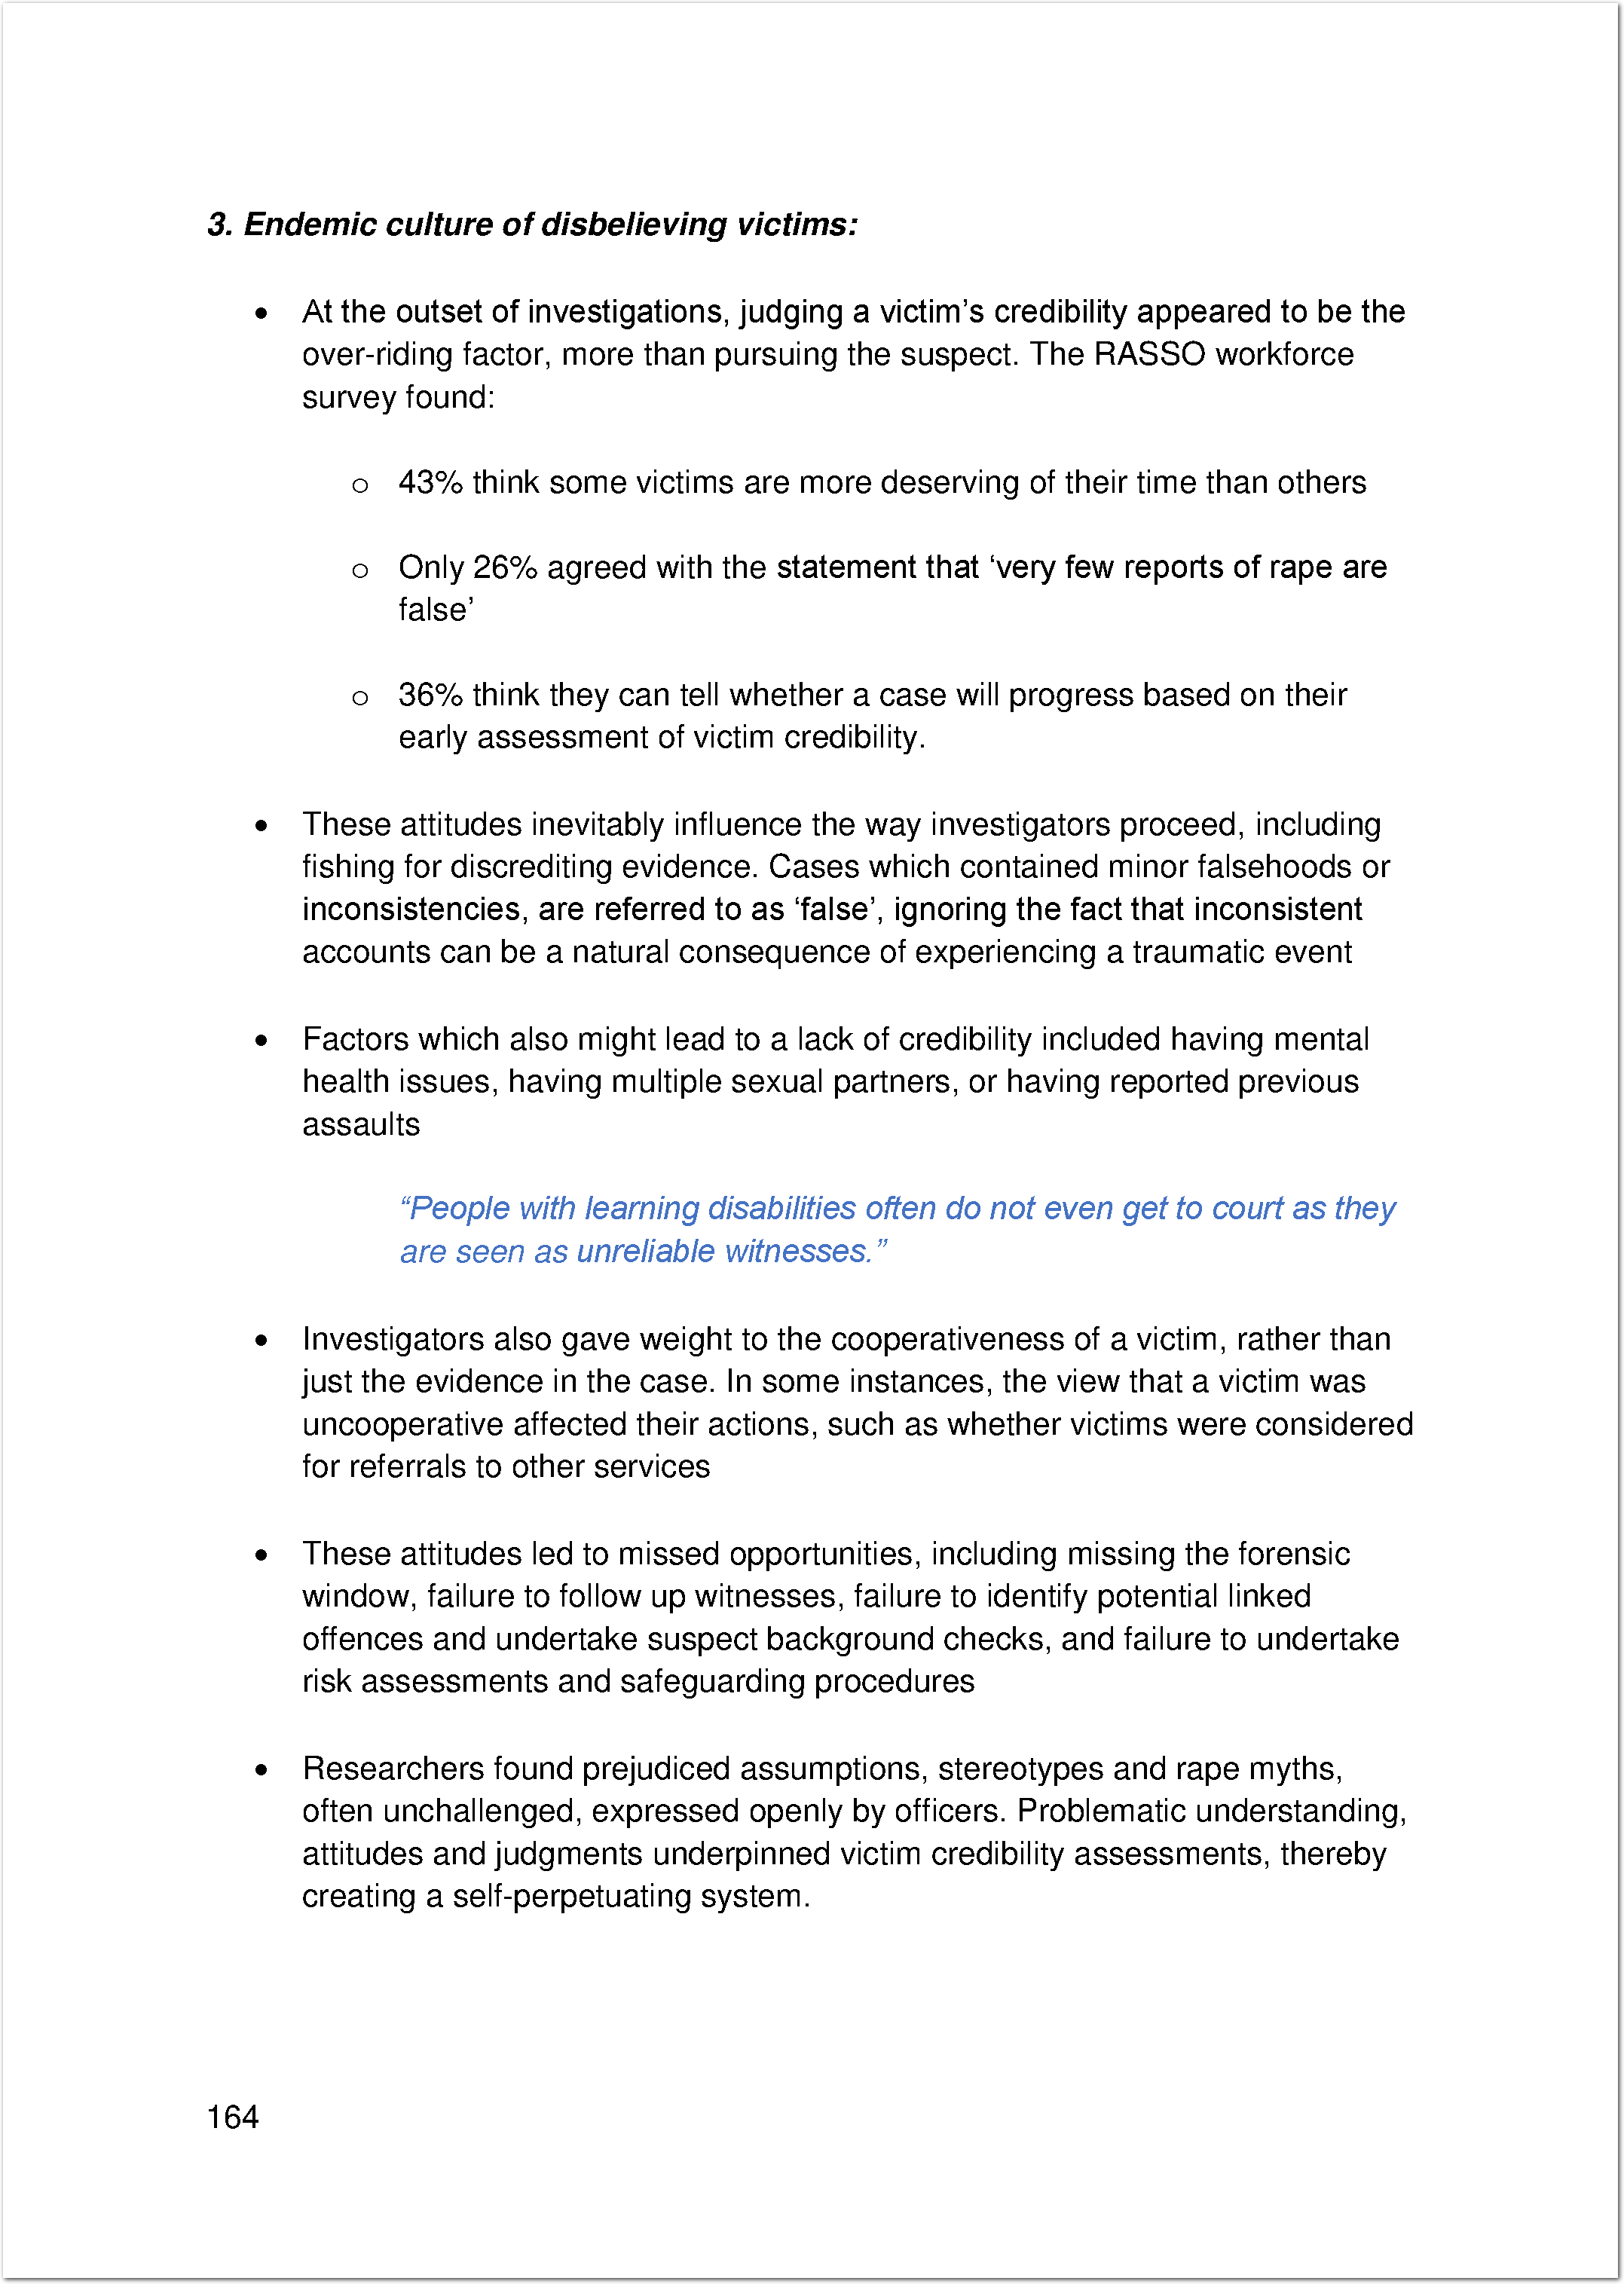 3. Endemic culture of disbelieving victims:
• At the outset of investigations, judging a victim’s credibility appeared to be the
over-riding factor, more than pursuing the suspect. The RASSO workforce
survey found:
o 43% think some victims are more deserving of their time than others
o Only 26% agreed with the statement that ‘very few reports of rape are
false’
o 36% think they can tell whether a case will progress based on their
early assessment of victim credibility.
• These attitudes inevitably influence the way investigators proceed, including
fishing for discrediting evidence. Cases which contained minor falsehoods or
inconsistencies, are referred to as ‘false’, ignoring the fact that inconsistent
accounts can be a natural consequence of experiencing a traumatic event
• Factors which also might lead to a lack of credibility included having mental
health issues, having multiple sexual partners, or having reported previous
assaults
“People with learning disabilities often do not even get to court as they
are seen as unreliable witnesses.”
• Investigators also gave weight to the cooperativeness of a victim, rather than
just the evidence in the case. In some instances, the view that a victim was
uncooperative affected their actions, such as whether victims were considered
for referrals to other services
• These attitudes led to missed opportunities, including missing the forensic
window, failure to follow up witnesses, failure to identify potential linked
offences and undertake suspect background checks, and failure to undertake
risk assessments and safeguarding procedures
• Researchers found prejudiced assumptions, stereotypes and rape myths,
often unchallenged, expressed openly by officers. Problematic understanding,
attitudes and judgments underpinned victim credibility assessments, thereby
creating a self-perpetuating system.
164